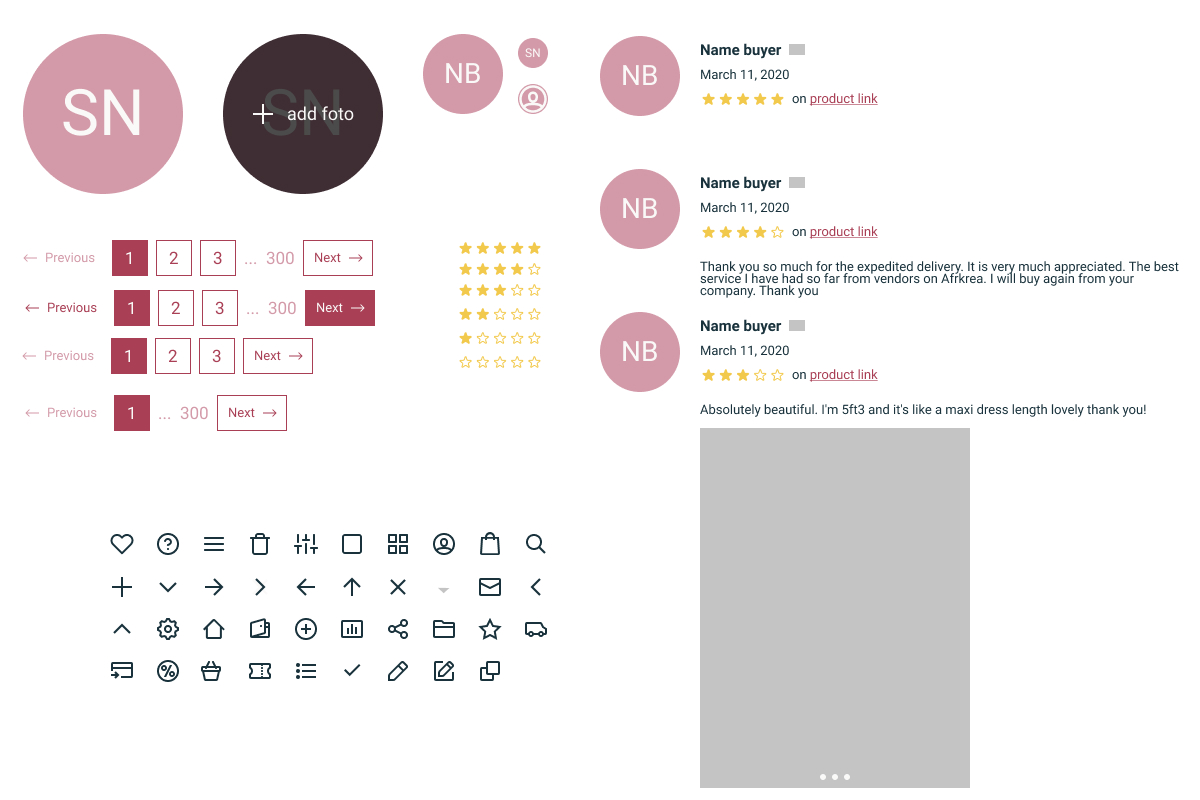 SN
SN
add foto
NB
SN
Previous 1 2 3 ... 300 Next
Previous 1 2 3 ... 300 Next
Previous 1 2 3 Next
Previous 1 ... 300 Next
NB
Name buyer
March 11, 2020
on product link
NB
Name buyer
March 11, 2020
on product link
Thank you so much for the expedited delivery. It is very much appreciated. The best
service I have had so far from vendors on Afrkrea. I will buy again from your
company. Thank you
NB
Name buyer
March 11, 2020
on product link
Absolutely beautiful. I'm 5ft3 and it's like a maxi dress length lovely thank you!